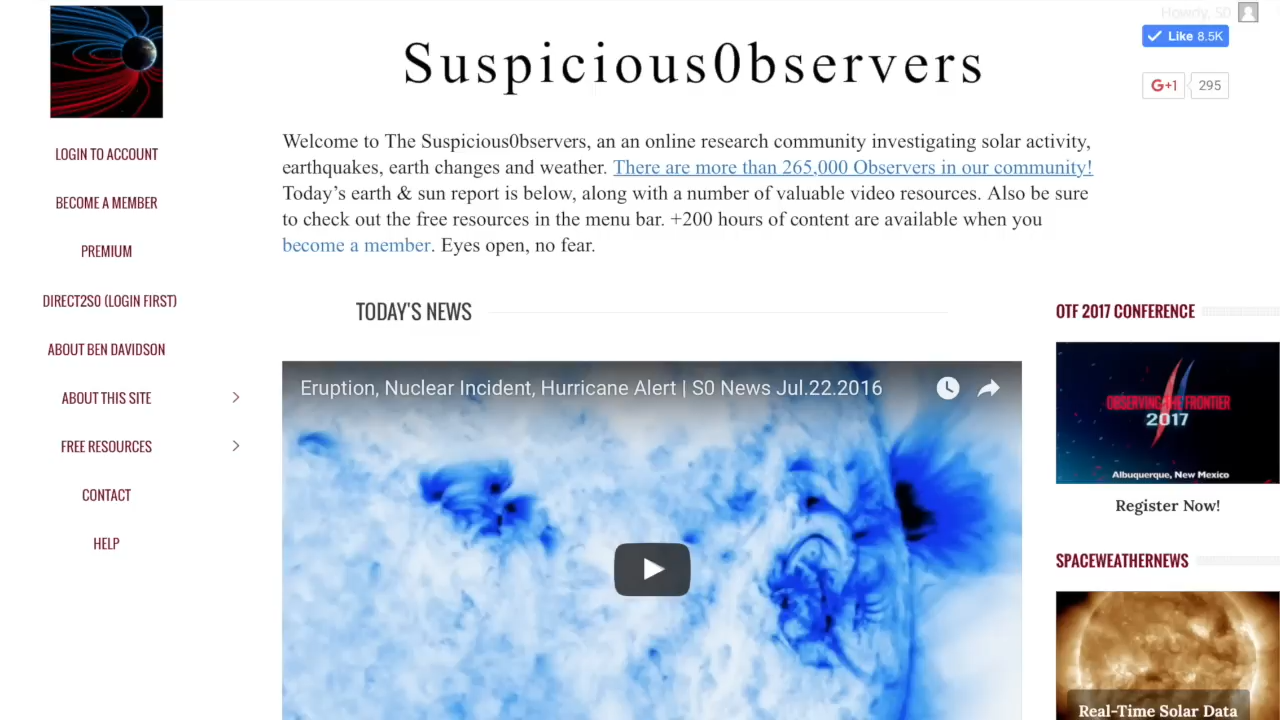 Howdy, S0
Like 8.5K
Suspicious0bservers
G+1 295
Welcome to The Suspicious0bservers, an an online research community investigating solar activity,
earthquakes, earth changes and weather. There are more than 265,000 Observers in our community!
Today's earth & sun report is below, along with a number of valuable video resources. Also be sure
to check out the free resources in the menu bar. +200 hours of content are available when you
become a member. Eyes open, no fear.
LOGIN TO ACCOUNT
BECOME A MEMBER
PREMIUM
DIRECT2S0 (LOGIN FIRST)
ABOUT BEN DAVIDSON
ABOUT THIS SITE
FREE RESOURCES
CONTACT
HELP
TODAY'S NEWS
Eruption, Nuclear Incident, Hurricane Alert | S0 News Jul.22.2016
OTF 2017 CONFERENCE
OBSERVING THE FRONTIER
2017
Albuquerque, New Mexico
Register Now!
SPACEWEATHERNEWS
Real-Time Solar Data